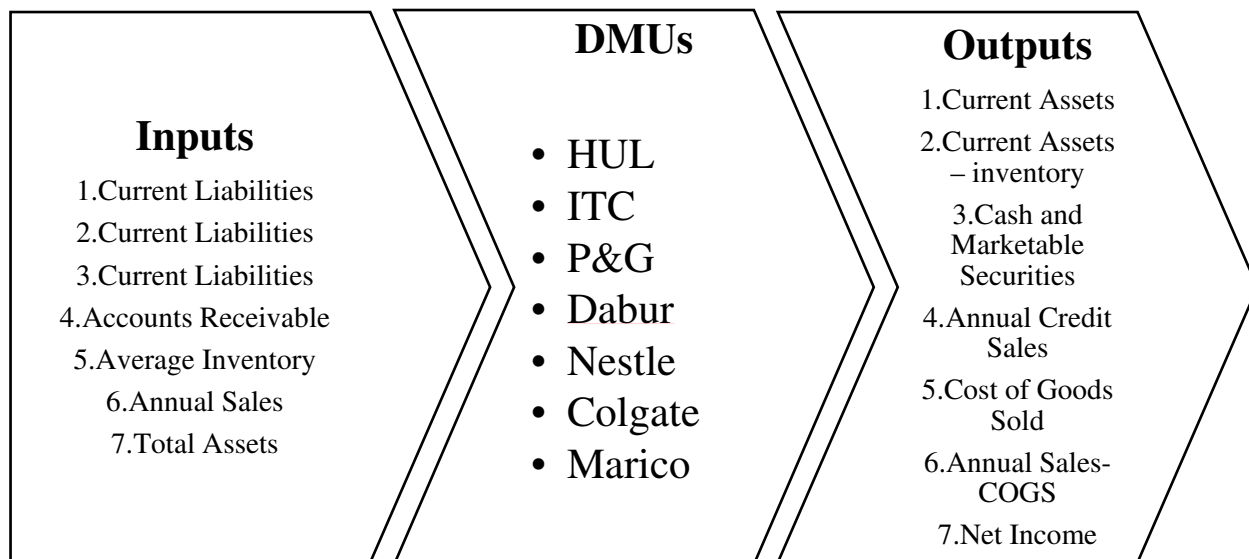 Inputs
1.Current Liabilities
2.Current Liabilities
3.Current Liabilities
4.Accounts Receivable
5.Average Inventory
6.Annual Sales
7.Total Assets
DMUs
• HUL
• ITC
• P&G
• Dabur
• Nestle
• Colgate
• Marico
Outputs
1.Current Assets
2.Current Assets
– inventory
3.Cash and
Marketable
Securities
4.Annual Credit
Sales
5.Cost of Goods
Sold
6.Annual Sales-
COGS
7.Net Income